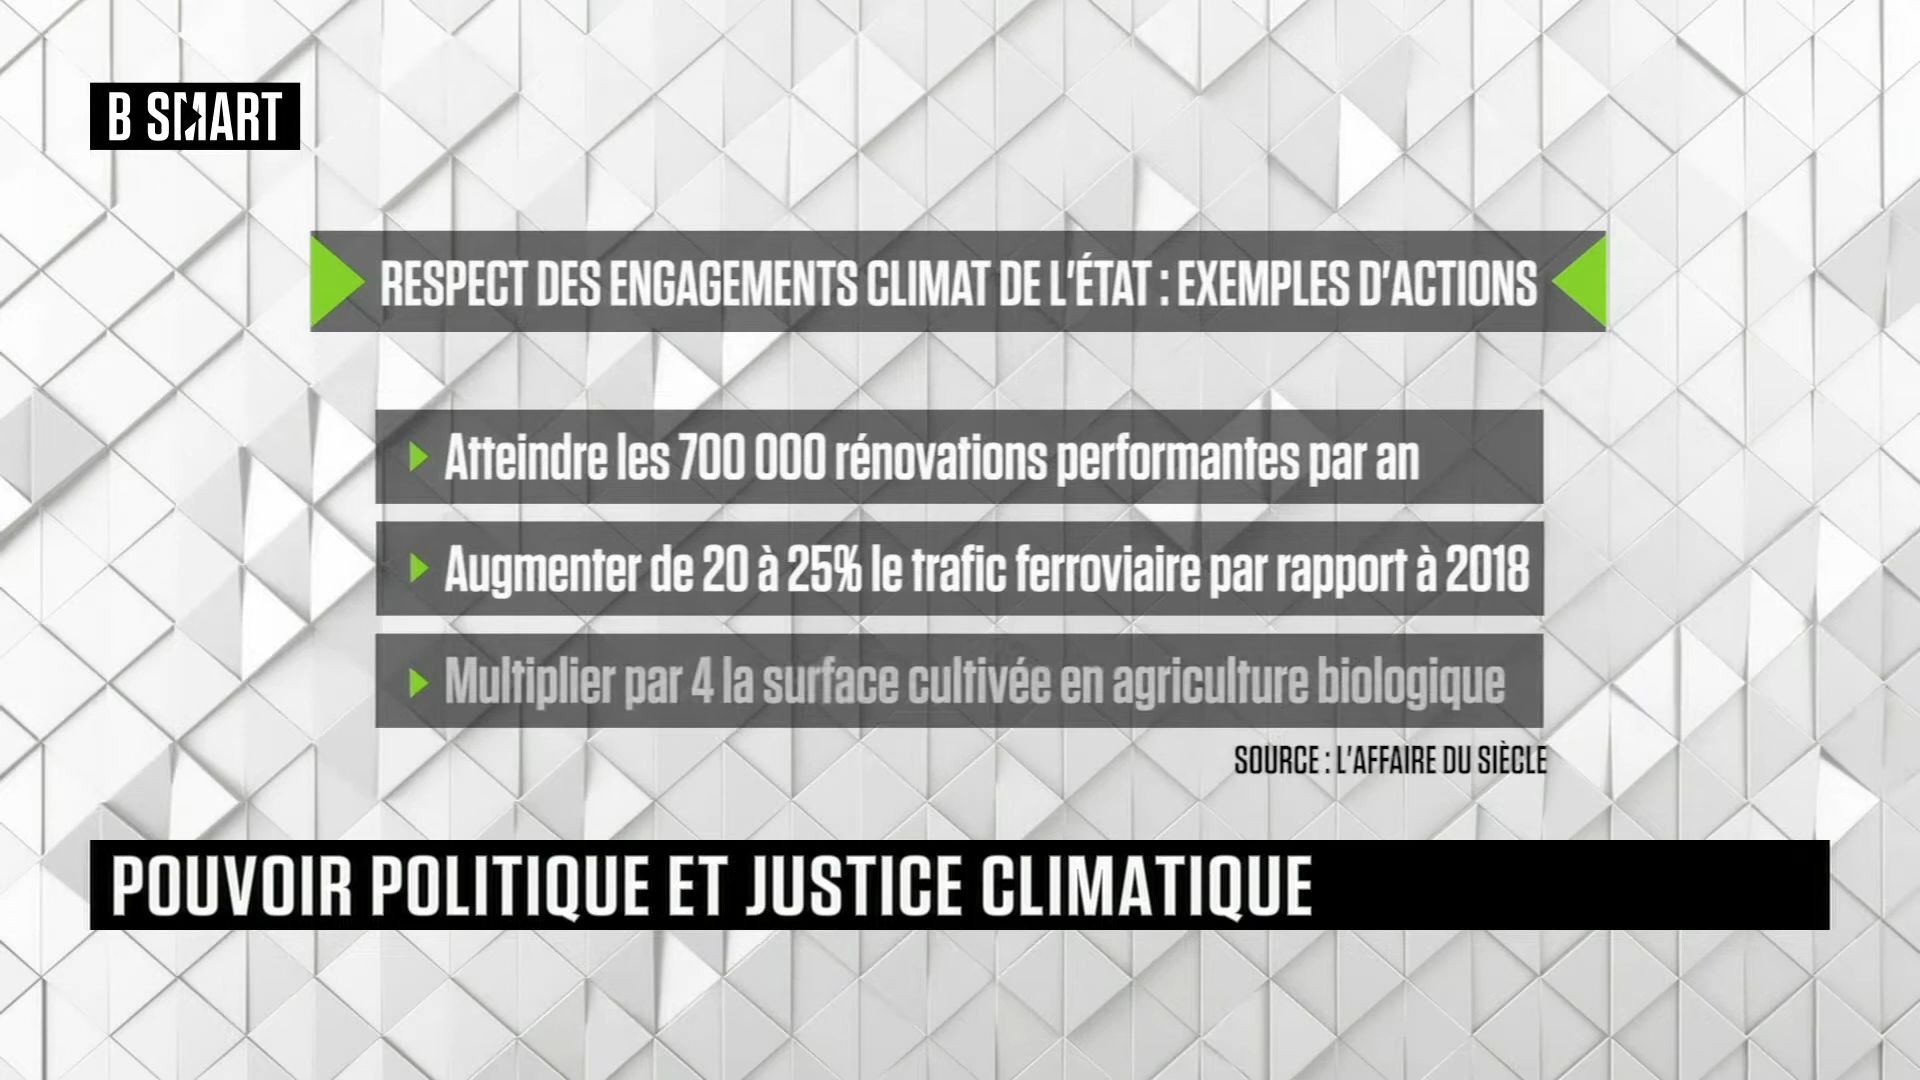 B SMART
RESPECT DES ENGAGEMENTS CLIMAT DE L'ÉTAT : EXEMPLES D'ACTIONS
Atteindre les 700 000 rénovations performantes par an
Augmenter de 20 à 25% le trafic ferroviaire par rapport à 2018
Multiplier par 4 la surface cultivée en agriculture biologique
SOURCE : L'AFFAIRE DU SIÈCLE
POUVOIR POLITIQUE ET JUSTICE CLIMATIQUE